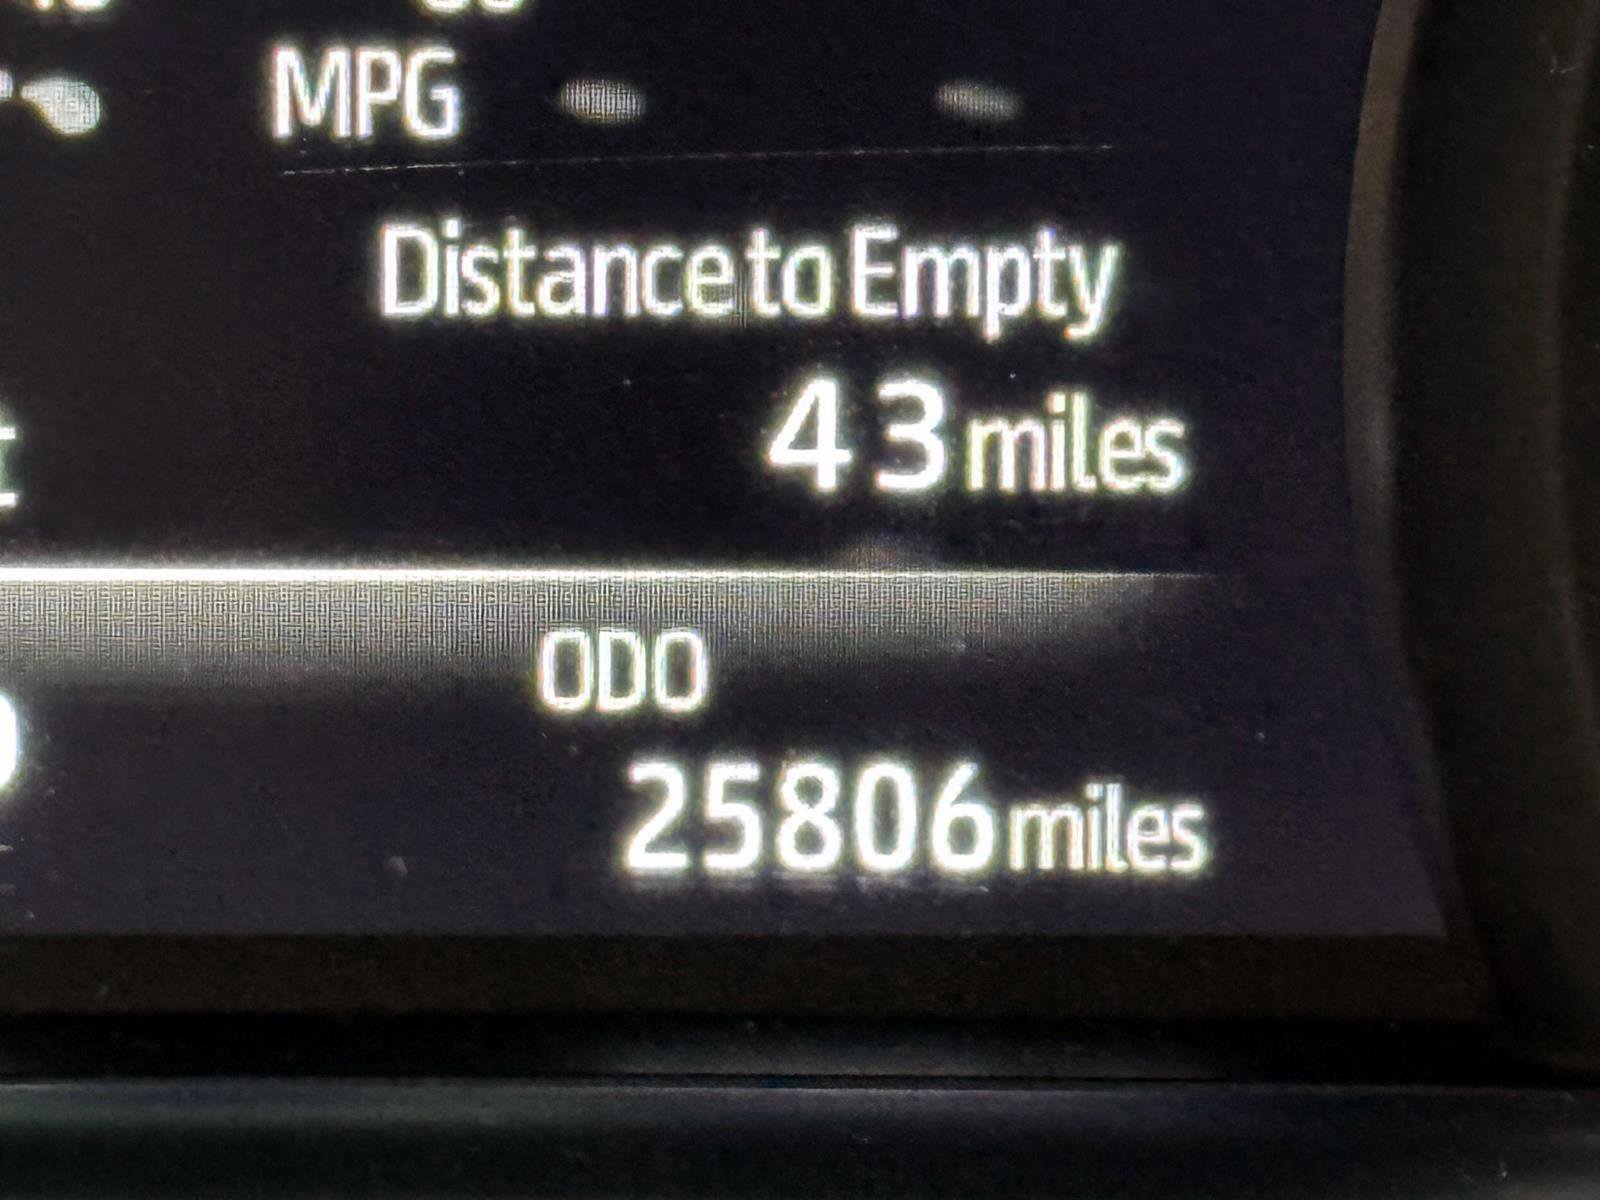 MPG
Distance to Empty
43 miles
ODO
25806 miles